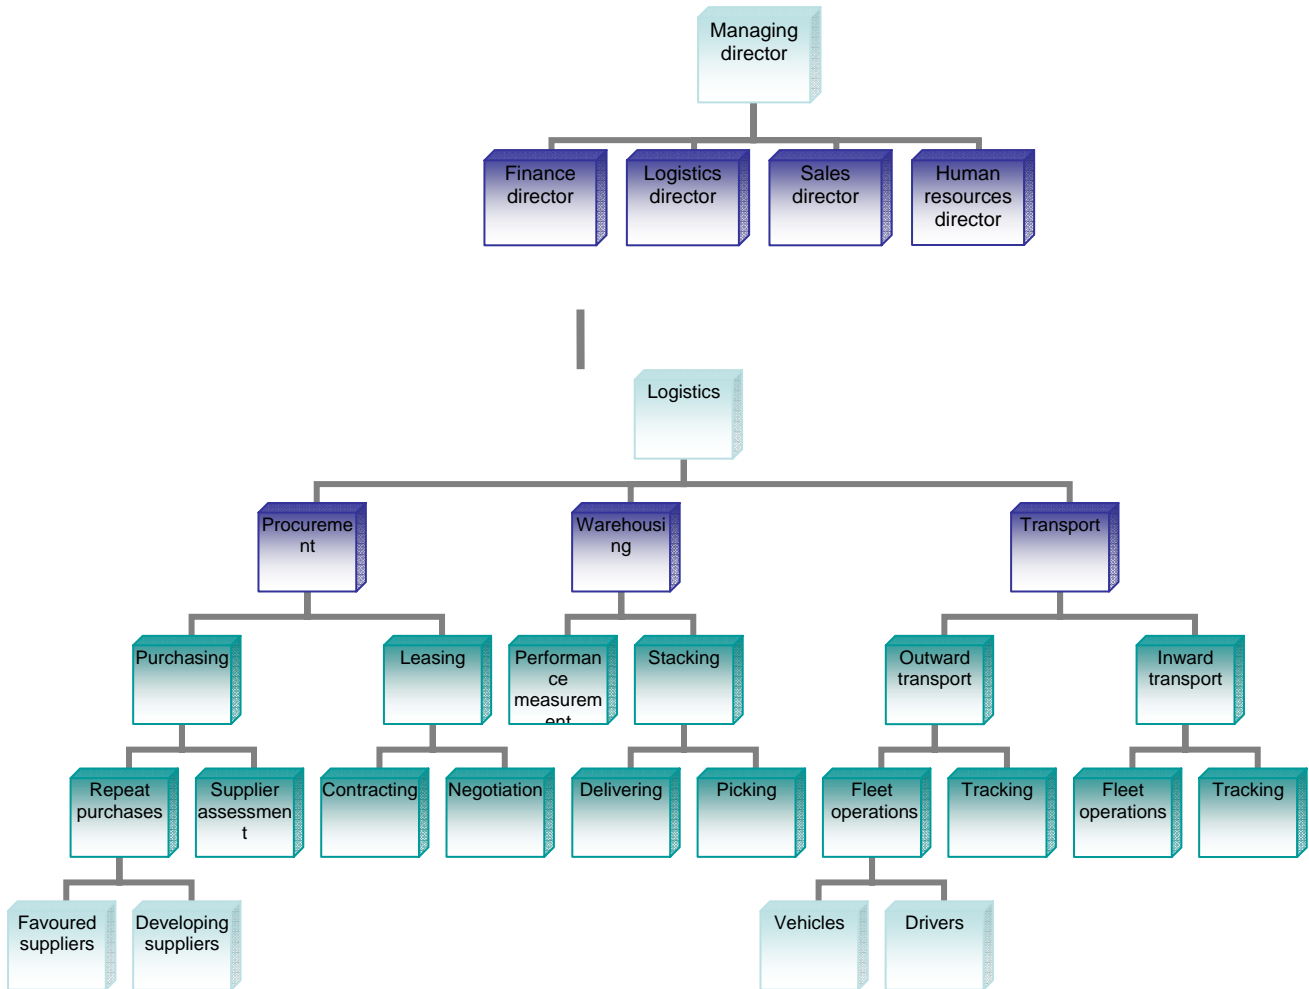 Managing
director
Finance
director
Logistics
director
Sales
director
Human
resources
director
Logistics
Procureme
nt
Warehousi
ng
Transport
Purchasing
Leasing
Performan
ce
measurem
ent
Stacking
Outward
transport
Inward
transport
Repeat
purchases
Supplier
assessmen
t
Contracting
Negotiation
Delivering
Picking
Fleet
operations
Tracking
Fleet
operations
Tracking
Favoured
suppliers
Developing
suppliers
Vehicles
Drivers